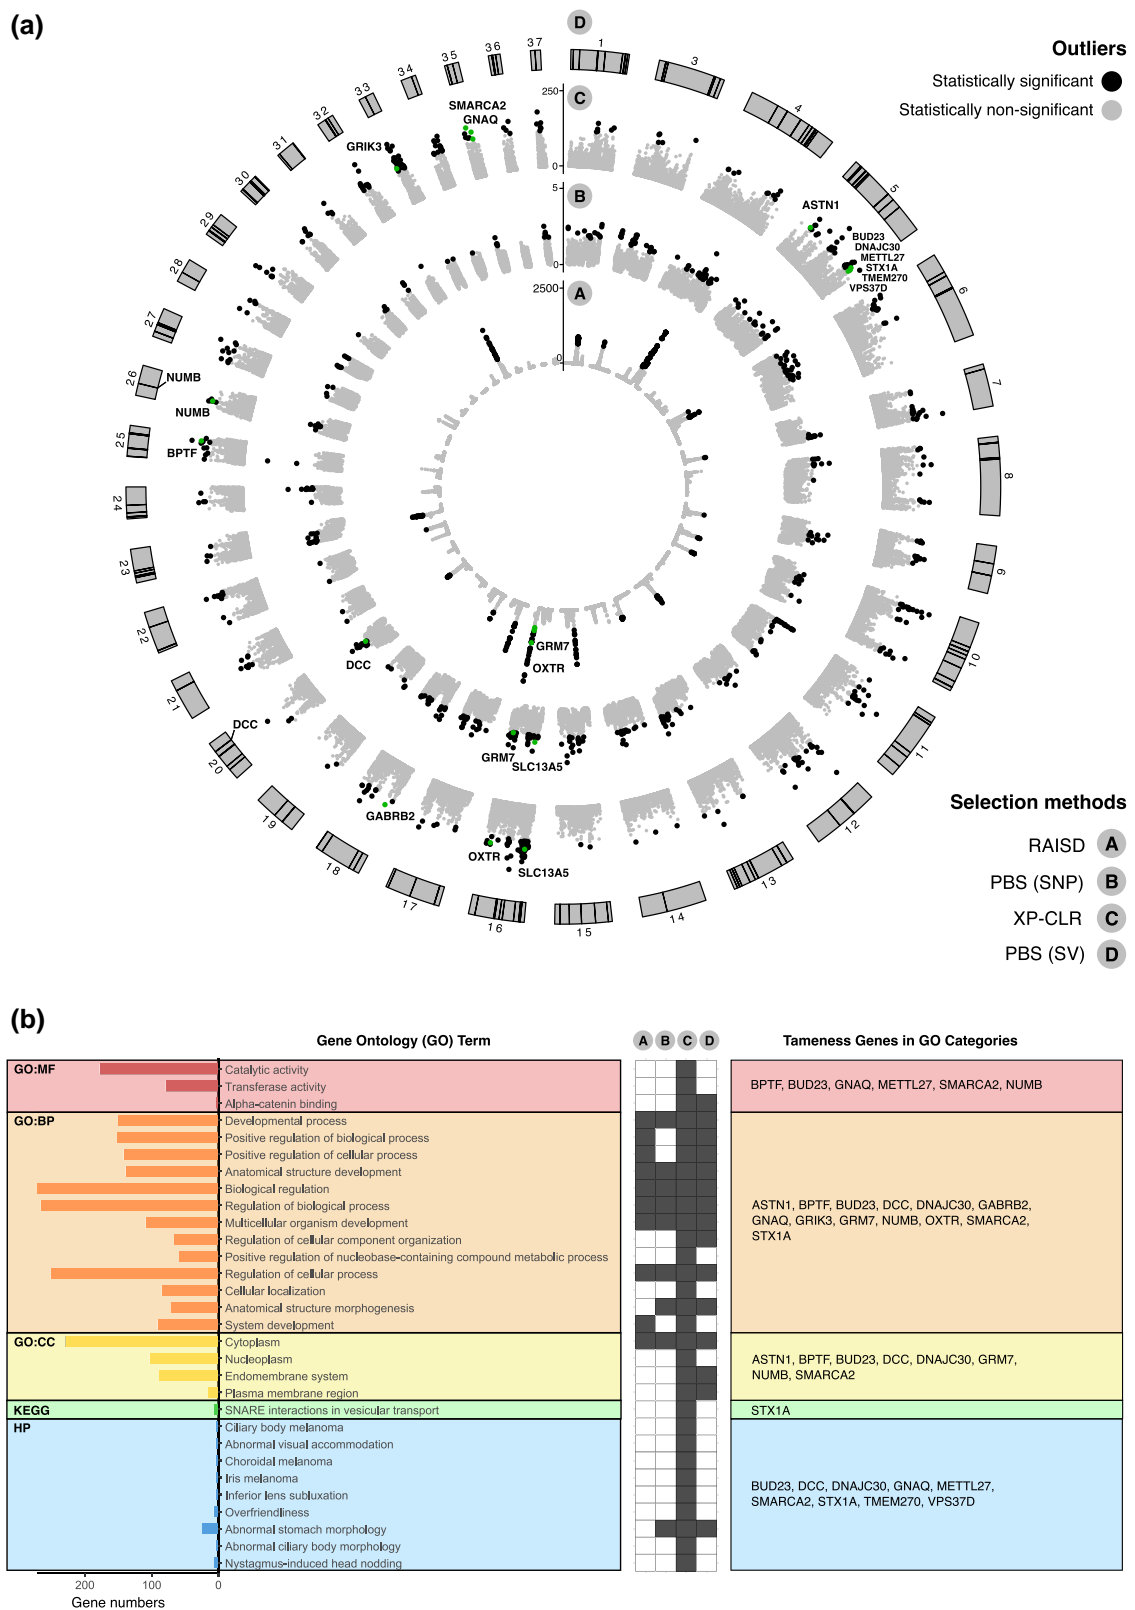 (a)
Outliers
Statistically significant
Statistically non-significant
D
1
3
4
5
6
7
8
9
10
11
12
13
14
15
16
17
18
19
20
21
22
23
24
25
26
27
28
29
30
31
32
33
34
35
36
37
250
C
0
5
B
0
2500
A
0
SMARCA2
GNAQ
GRIK3
ASTN1
BUD23
DNAJC30
METTL27
STX1A
TMEM270
VPS37D
NUMB
NUMB
BPTF
DCC
DCC
GRM7
OXTR
GRM7
SLC13A5
GABRB2
OXTR
SLC13A5
Selection methods
RAISD A
PBS (SNP) B
XP-CLR C
PBS (SV) D
(b)
Gene Ontology (GO) Term
A B C D
Tameness Genes in GO Categories
GO:MF
Catalytic activity
Transferase activity
Alpha-catenin binding
BPTF, BUD23, GNAQ, METTL27, SMARCA2, NUMB
GO:BP
Developmental process
Positive regulation of biological process
Positive regulation of cellular process
Anatomical structure development
Biological regulation
Regulation of biological process
Multicellular organism development
Regulation of cellular component organization
Positive regulation of nucleobase-containing compound metabolic process
Regulation of cellular process
Cellular localization
Anatomical structure morphogenesis
System development
ASTN1, BPTF, BUD23, DCC, DNAJC30, GABRB2,
GNAQ, GRIK3, GRM7, NUMB, OXTR, SMARCA2,
STX1A
GO:CC
Cytoplasm
Nucleoplasm
Endomembrane system
Plasma membrane region
ASTN1, BPTF, BUD23, DCC, DNAJC30, GRM7,
NUMB, SMARCA2
KEGG
SNARE interactions in vesicular transport
STX1A
HP
Ciliary body melanoma
Abnormal visual accommodation
Choroidal melanoma
Iris melanoma
Inferior lens subluxation
Overfriendliness
Abnormal stomach morphology
Abnormal ciliary body morphology
Nystagmus-induced head nodding
BUD23, DCC, DNAJC30, GNAQ, METTL27,
SMARCA2, STX1A, TMEM270, VPS37D
200 100 0
Gene numbers